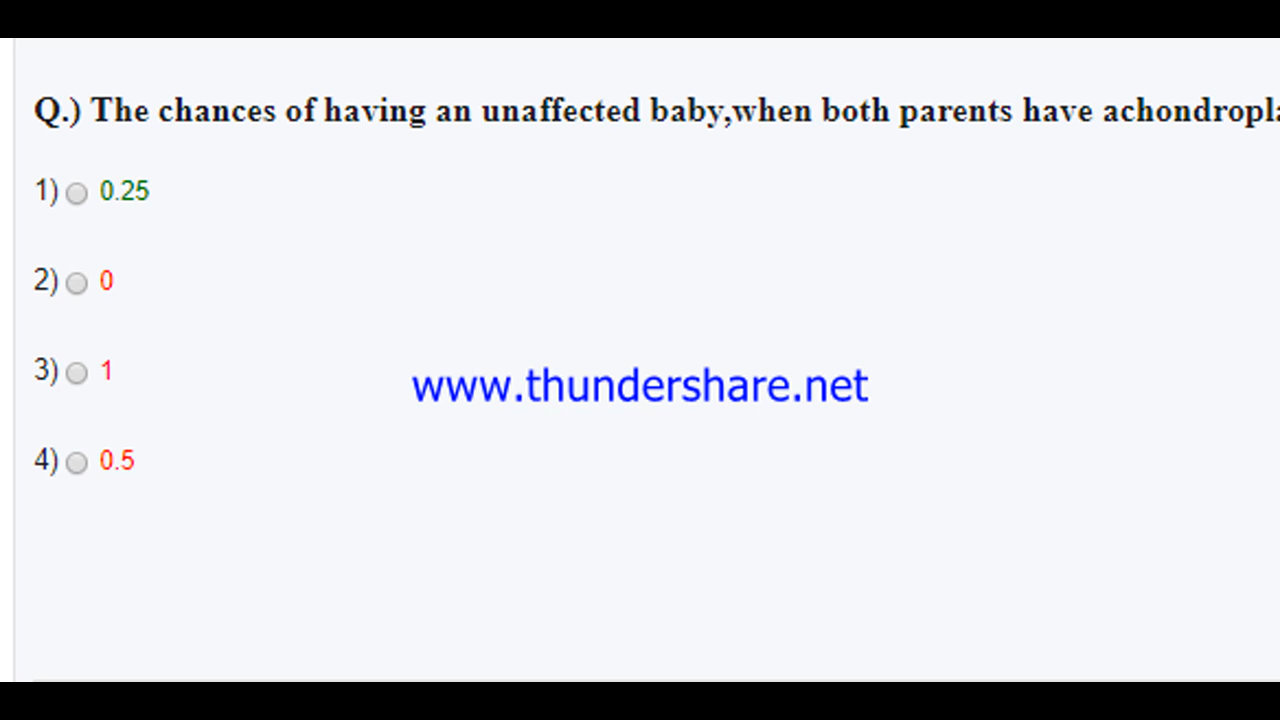 Q.) The chances of having an unaffected baby,when both parents have achondropla
1) 0.25
2) 0
3) 1
www.thundershare.net
4) 0.5